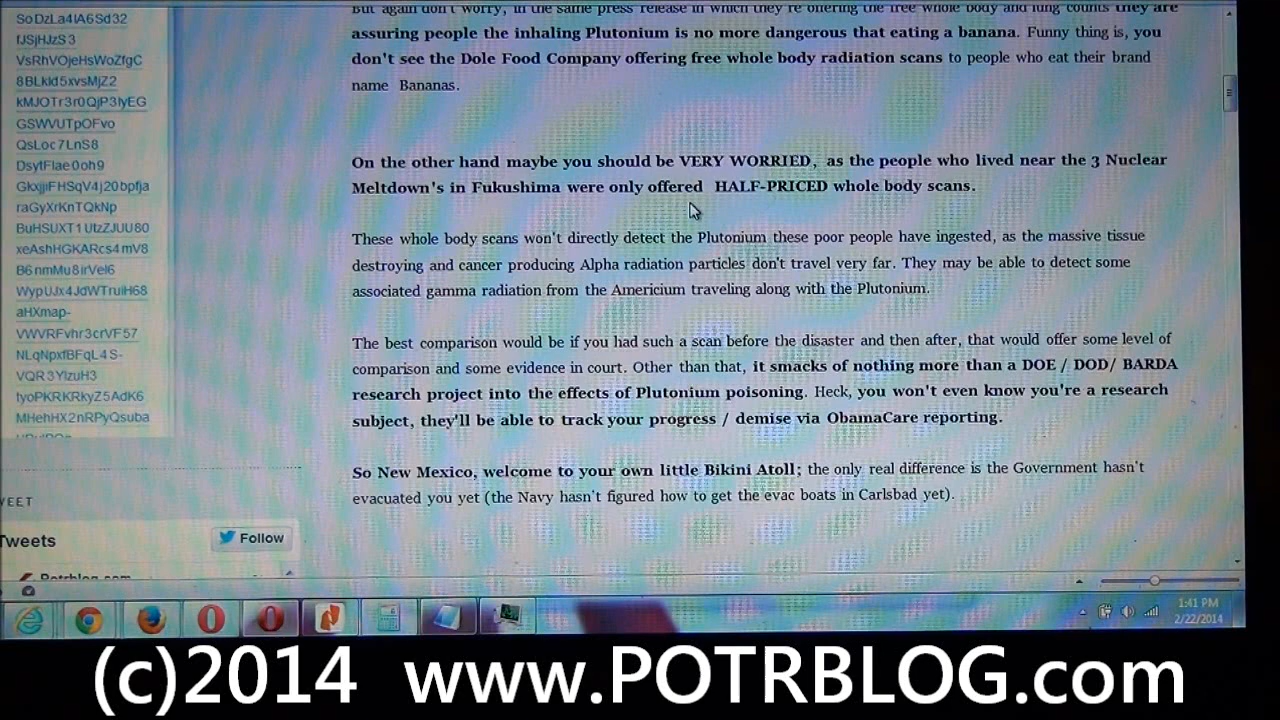 SoDzLa4IA6Sd32
fJSjHJzS3
VsRhVOjeHsWoZfgC
8BLkId5xvsMjZ2
kMJOTr3r0QjP3IyEG
GSWVUTpOFvo
QsLoc7LnS8
DsytFIae0oh9
GkxjjiFHSqV4j20bpfja
raGyXrKnTQkNp
BuHSUXT1UtzZJUU80
xeAshHGKARcs4mV8
B6nmMu8irVeI6
WypUJx4JdWTruiH68
aHXmap-
VWVRFvhr3crVF57
NLqNpxfBFqL4S-
VQR3YIzuH3
tyoPKRKRkyZ5AdK6
MHehHX2nRPyQsuba
Tweets
Follow
But again don't worry, in the same press release in which they're offering the free whole body and lung counts they are
assuring people the inhaling Plutonium is no more dangerous that eating a banana. Funny thing is, you
don't see the Dole Food Company offering free whole body radiation scans to people who eat their brand
name Bananas.
On the other hand maybe you should be VERY WORRIED, as the people who lived near the 3 Nuclear
Meltdown's in Fukushima were only offered HALF-PRICED whole body scans.
These whole body scans won't directly detect the Plutonium these poor people have ingested, as the massive tissue
destroying and cancer producing Alpha radiation particles don't travel very far. They may be able to detect some
associated gamma radiation from the Americium traveling along with the Plutonium.
The best comparison would be if you had such a scan before the disaster and then after, that would offer some level of
comparison and some evidence in court. Other than that, it smacks of nothing more than a DOE / DOD/ BARDA
research project into the effects of Plutonium poisoning. Heck, you won't even know you're a research
subject, they'll be able to track your progress / demise via ObamaCare reporting.
So New Mexico, welcome to your own little Bikini Atoll; the only real difference is the Government hasn't
evacuated you yet (the Navy hasn't figured how to get the evac boats in Carlsbad yet).
1:41 PM
2/22/2014
(c)2014 www.POTRBLOG.com